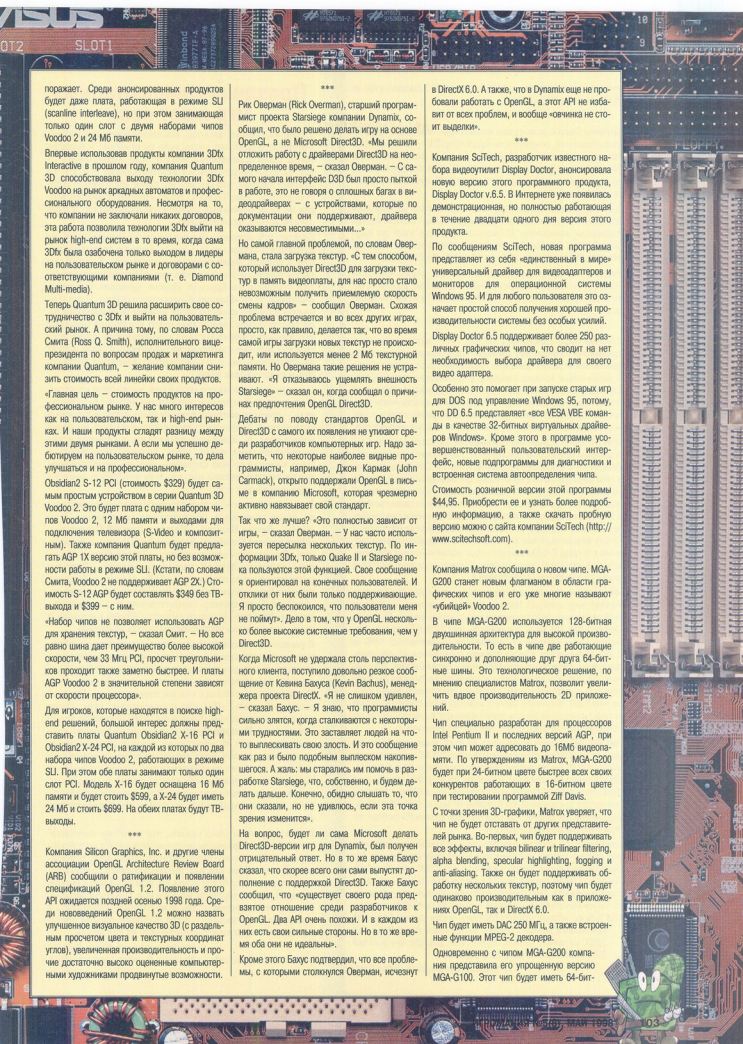 ASUS
OT2
SLOT1
поражает. Среди анонсированных продуктов
будет даже плата, работающая в режиме SLI
(scanline interleave), но при этом занимающая
только один слот с двумя наборами чипов
Voodoo 2 и 24 Мб памяти.
Впервые использовав продукты компании 3Dfx
Interactive в прошлом году, компания Quantum
3D способствовала выходу технологии 3Dfx
Voodoo на рынок аркадных автоматов и профес-
сионального оборудования. Несмотря на то,
что компании не заключали никаких договоров,
эта работа позволила технологии 3Dfx выйти на
рынок high-end систем в то время, когда сама
3Dfx была озабочена только выходом в лидеры
на пользовательском рынке и договорами с со-
ответствующими компаниями (т. е. Diamond
Multi-media).
Теперь Quantum 3D решила расширить свое со-
трудничество с 3Dfx и выйти на пользователь-
ский рынок. А причина тому, по словам Росса
Смита (Ross Q. Smith), исполнительного вице-
президента по вопросам продаж и маркетинга
компании Quantum, – желание компании сни-
зить стоимость всей линейки своих продуктов.
«Главная цель – стоимость продуктов на про-
фессиональном рынке. У нас много интересов
как на пользовательском, так и high-end рын-
ках. И наши продукты сгладят разницу между
этими двумя рынками. А если мы успешно де-
бютируем на пользовательском рынке, то дела
улучшаться и на профессиональном».
Obsidian2 S-12 PCI (стоимость $329) будет са-
мым простым устройством в серии Quantum 3D
Voodoo 2. Это будет плата с одним набором чи-
пов Voodoo 2, 12 Мб памяти и выходами для
подключения телевизора (S-Video и композит-
ным). Также компания Quantum будет предла-
гать AGP 1X версию этой платы, но без возмож-
ности работы в режиме SLI. (Кстати, по словам
Смита, Voodoo 2 не поддерживает AGP 2X.) Сто-
имость S-12 AGP будет составлять $349 без ТВ-
выхода и $399 – с ним.
«Набор чипов не позволяет использовать AGP
для хранения текстур, – сказал Смит. – Но все
равно шина дает преимущество более высокой
скорости, чем 33 Мгц PCI, просчет треугольни-
ков проходит также заметно быстрее. И платы
AGP Voodoo 2 в значительной степени зависят
от скорости процессора».
Для игроков, которые находятся в поиске high-
end решений, большой интерес должны пред-
ставить платы Quantum Obsidian2 X-16 PCI и
Obsidian2 X-24 PCI, на каждой из которых по два
набора чипов Voodoo 2, работающих в режиме
SLI. При этом обе платы занимают только один
слот PCI. Модель X-16 будет оснащена 16 Мб
памяти и будет стоить $599, а X-24 будет иметь
24 Мб и стоить $699. На обеих платах будут ТВ-
выходы.
***
Компания Silicon Graphics, Inc. и другие члены
ассоциации OpenGL Architecture Review Board
(ARB) сообщили о ратификации и появлении
спецификаций OpenGL 1.2. Появление этого
API ожидается поздней осенью 1998 года. Сре-
ди нововведений OpenGL 1.2 можно назвать
улучшенное визуальное качество 3D (с раздель-
ным просчетом цвета и текстурных координат
углов), увеличенная производительность и про-
чие достаточно высоко оцененные компьютер-
ными художниками продвинутые возможности.
***
Рик Оверман (Rick Overman), старший програм-
мист проекта Starsiege компании Dynamix, со-
общил, что было решено делать игру на основе
OpenGL, а не Microsoft Direct3D. «Мы решили
отложить работу с драйверами Direct3D на нео-
пределенное время, – сказал Оверман. – С са-
мого начала интерфейс D3D был просто пыткой
в работе, это не говоря о сплошных багах в ви-
деодрайверах – с устройствами, которые по
документации они поддерживают, драйвера
оказываются несовместимыми...»
Но самой главной проблемой, по словам Овер-
мана, стала загрузка текстур. «С тем способом,
который использует Direct3D для загрузки текс-
тур в память видеоплаты, для нас просто стало
невозможным получить приемлемую скорость
смены кадров» – сообщил Оверман. Схожая
проблема встречается и во всех других играх,
просто, как правило, делается так, что во время
самой игры загрузки новых текстур не происхо-
дит, или используется менее 2 Мб текстурной
памяти. Но Овермана такие решения не устра-
ивают. «Я отказываюсь ущемлять внешность
Starsiege» – сказал он, когда сообщал о причи-
нах предпочтения OpenGL Direct3D.
Дебаты по поводу стандартов OpenGL и
Direct3D с самого их появления не утихают сре-
ди разработчиков компьютерных игр. Надо за-
метить, что некоторые наиболее видные про-
граммисты, например, Джон Кармак (John
Carmack), открыто поддержали OpenGL в пись-
ме в компанию Microsoft, которая чрезмерно
активно навязывает свой стандарт.
Так что же лучше? «Это полностью зависит от
игры, – сказал Оверман. – У нас часто исполь-
зуется пересылка нескольких текстур. По ин-
формации 3Dfx, только Quake II и Starsiege по-
ка пользуются этой функцией. Свое сообщение
я ориентировал на конечных пользователей. И
отклики от них были только поддерживающие.
Я просто беспокоился, что пользователи меня
не поймут». Дело в том, что у OpenGL несколь-
ко более высокие системные требования, чем у
Direct3D.
Когда Microsoft не удержала столь перспектив-
ного клиента, поступило довольно резкое сооб-
щение от Кевина Бахуса (Kevin Bachus), менед-
жера проекта DirectX. «Я не слишком удивлен,
– сказал Бахус. – Я знаю, что программисты
сильно злятся, когда сталкиваются с некоторы-
ми трудностями. Это заставляет людей на что-
то выплескивать свою злость. И это сообщение
как раз и было подобным выплеском накопив-
шегося. А жаль: мы старались им помочь в раз-
работке Starsiege, что, собственно, и будем де-
лать дальше. Конечно, обидно слышать то, что
они сказали, но не удивлюсь, если эта точка
зрения изменится».
На вопрос, будет ли сама Microsoft делать
Direct3D-версии игр для Dynamix, был получен
отрицательный ответ. Но в то же время Бахус
сказал, что скорее всего они сами выпустят до-
полнение с поддержкой Direct3D. Также Бахус
сообщил, что «существует своего рода пред-
взятое отношение среди разработчиков к
OpenGL. Два API очень похожи. И в каждом из
них есть свои сильные стороны. Но в то же вре-
мя оба они не идеальны».
Кроме этого Бахус подтвердил, что все пробле-
мы, с которыми столкнулся Оверман, исчезнут
в DirectX 6.0. А также, что в Dynamix еще не про-
бовали работать с OpenGL, а этот API не изба-
вит от всех проблем, и вообще «овчинка не сто-
ит выделки».
***
Компания SciTech, разработчик известного на-
бора видеоутилит Display Doctor, анонсировала
новую версию этого программного продукта,
Display Doctor v.6.5. В Интернете уже появилась
демонстрационная, но полностью работающая
в течение двадцати одного дня версия этого
продукта.
По сообщениям SciTech, новая программа
представляет из себя «единственный в мире»
универсальный драйвер для видеоадаптеров и
мониторов для операционной системы
Windows 95. И для любого пользователя это оз-
начает простой способ получения хорошей про-
изводительности системы без особых усилий.
Display Doctor 6.5 поддерживает более 250 раз-
личных графических чипов, что сводит на нет
необходимость выбора драйвера для своего
видео адаптера.
Особенно это помогает при запуске старых игр
для DOS под управление Windows 95, потому,
что DD 6.5 представляет «все VESA VBE коман-
ды в качестве 32-битных виртуальных драйве-
ров Windows». Кроме этого в программе усо-
вершенствованный пользовательский интер-
фейс, новые подпрограммы для диагностики и
встроенная система автоопределения чипа.
Стоимость розничной версии этой программы
$44,95. Приобрести ее и узнать более подроб-
ную информацию, а также скачать пробную
версию можно с сайта компании SciTech (http://
www.scitechsoft.com).
***
Компания Matrox сообщила о новом чипе. MGA-
G200 станет новым флагманом в области гра-
фических чипов и его уже многие называют
«убийцей» Voodoo 2.
В чипе MGA-G200 используется 128-битная
двухшинная архитектура для высокой произво-
дительности. То есть в чипе две работающие
синхронно и дополняющие друг друга 64-бит-
ные шины. Это технологическое решение, по
мнению специалистов Matrox, позволит увели-
чить вдвое производительность 2D приложе-
ний.
Чип специально разработан для процессоров
Intel Pentium II и последних версий AGP, при
этом чип может адресовать до 16Мб видеопа-
мяти. По утверждениям из Matrox, MGA-G200
будет при 24-битном цвете быстрее всех своих
конкурентов работающих в 16-битном цвете
при тестировании программой Ziff Davis.
С точки зрения 3D-графики, Matrox уверяет, что
чип не будет отставать от других представите-
лей рынка. Во-первых, чип будет поддерживать
все эффекты, включая bilinear и trilinear filtering,
alpha blending, specular highlighting, fogging и
anti-aliasing. Также он будет поддерживать об-
работку нескольких текстур, поэтому чип будет
одинаково производительным как в приложе-
ниях OpenGL, так и DirectX 6.0.
Чип будет иметь DAC 250 МГц, а также встроен-
ные функции MPEG-2 декодера.
Одновременно с чипом MGA-G200 компа-
ния представила его упрощенную версию
MGA-G100. Этот чип будет иметь 64-бит-
103